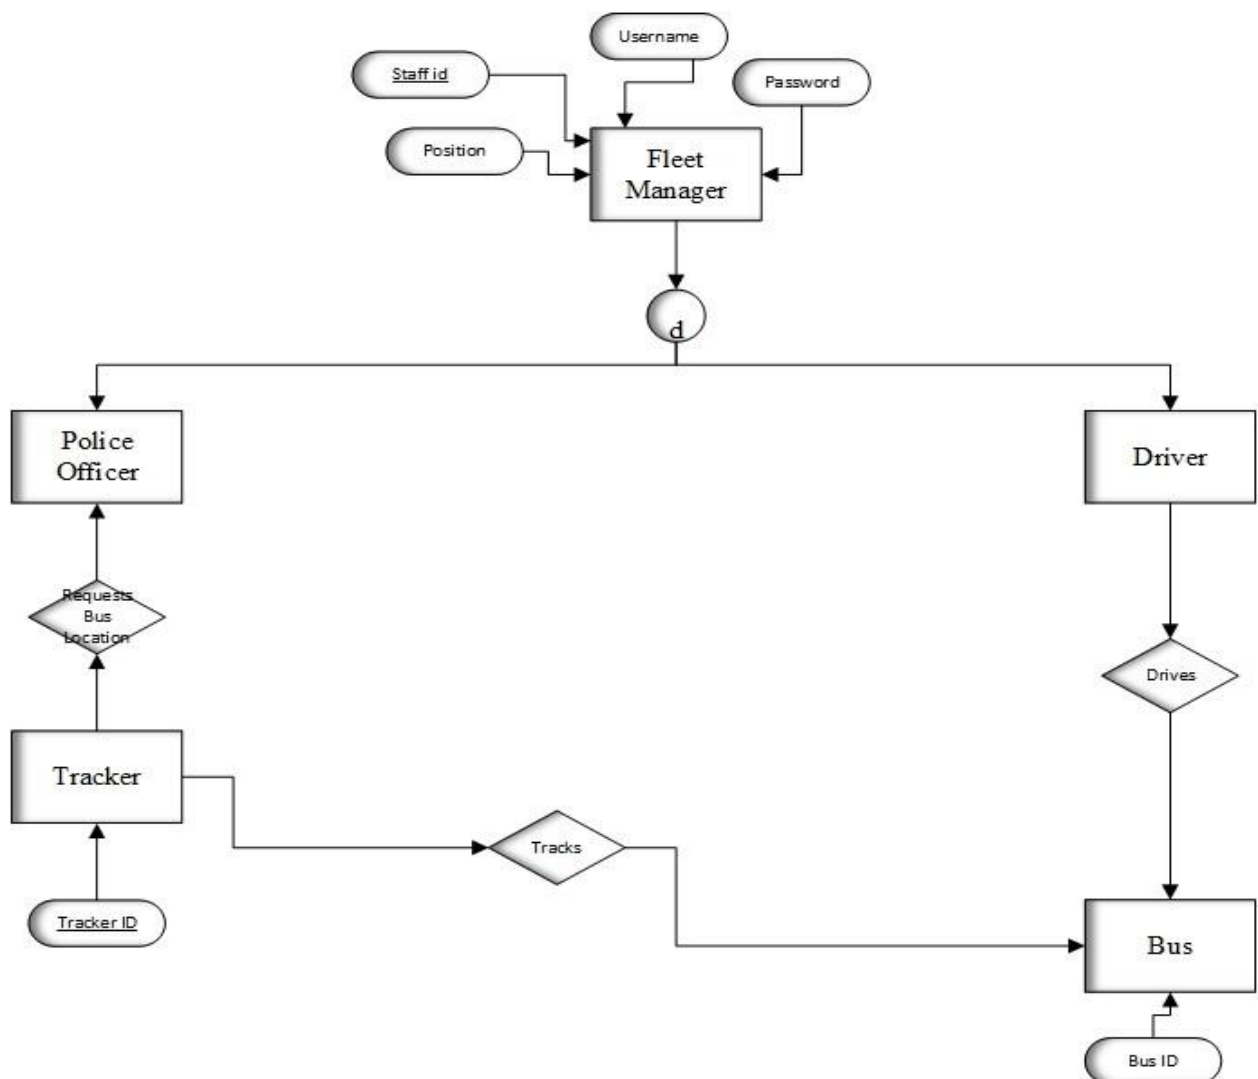 Username
Staff id
Password
Position
Fleet
Manager
d
Police
Officer
Driver
Requests
Bus
Location
Drives
Tracker
Tracks
Tracker ID
Bus
Bus ID